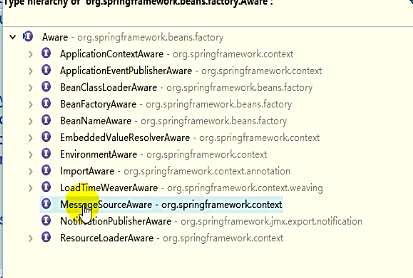 Type hierarchy of 'org.springframework.beans.factory.Aware':
Aware - org.springframework.beans.factory
ApplicationContextAware - org.springframework.context
ApplicationEventPublisherAware - org.springframework.context
BeanClassLoaderAware - org.springframework.beans.factory
BeanFactoryAware - org.springframework.beans.factory
BeanNameAware - org.springframework.beans.factory
EmbeddedValueResolverAware - org.springframework.context
EnvironmentAware - org.springframework.context
ImportAware - org.springframework.context.annotation
LoadTimeWeaverAware - org.springframework.context.weaving
MessageSourceAware - org.springframework.context
NotificationPublisherAware - org.springframework.jmx.export.notification
ResourceLoaderAware - org.springframework.context